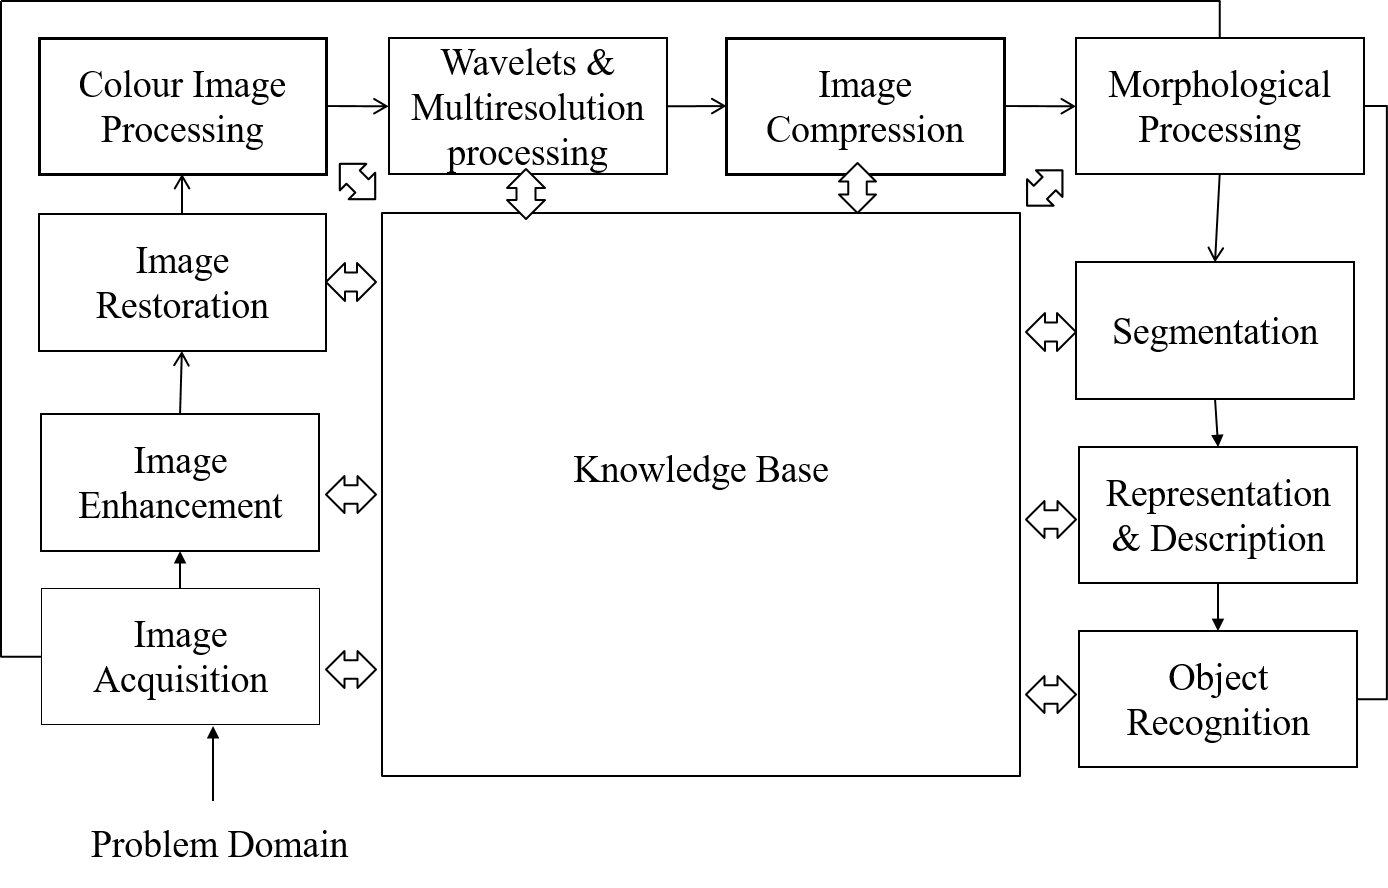 Colour Image
Processing
Wavelets &
Multiresolution
processing
Image
Compression
Morphological
Processing
Image
Restoration
Segmentation
Image
Enhancement
Knowledge Base
Representation
& Description
Image
Acquisition
Object
Recognition
Problem Domain